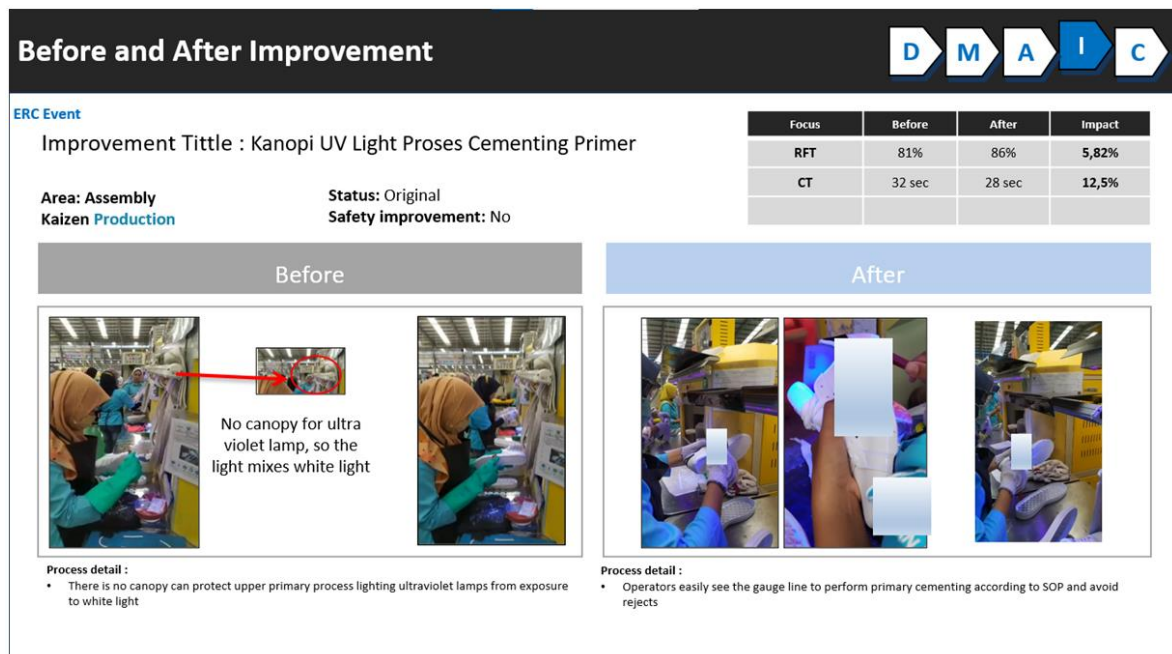 Before and After Improvement
D M A I C
ERC Event
Improvement Tittle : Kanopi UV Light Proses Cementing Primer
Area: Assembly
Kaizen Production
Status: Original
Safety improvement: No
Focus Before After Impact
RFT 81% 86% 5,82%
CT 32 sec 28 sec 12,5%
Before
No canopy for ultra
violet lamp, so the
light mixes white light
Process detail :
• There is no canopy can protect upper primary process lighting ultraviolet lamps from exposure
to white light
After
Process detail :
• Operators easily see the gauge line to perform primary cementing according to SOP and avoid
rejects